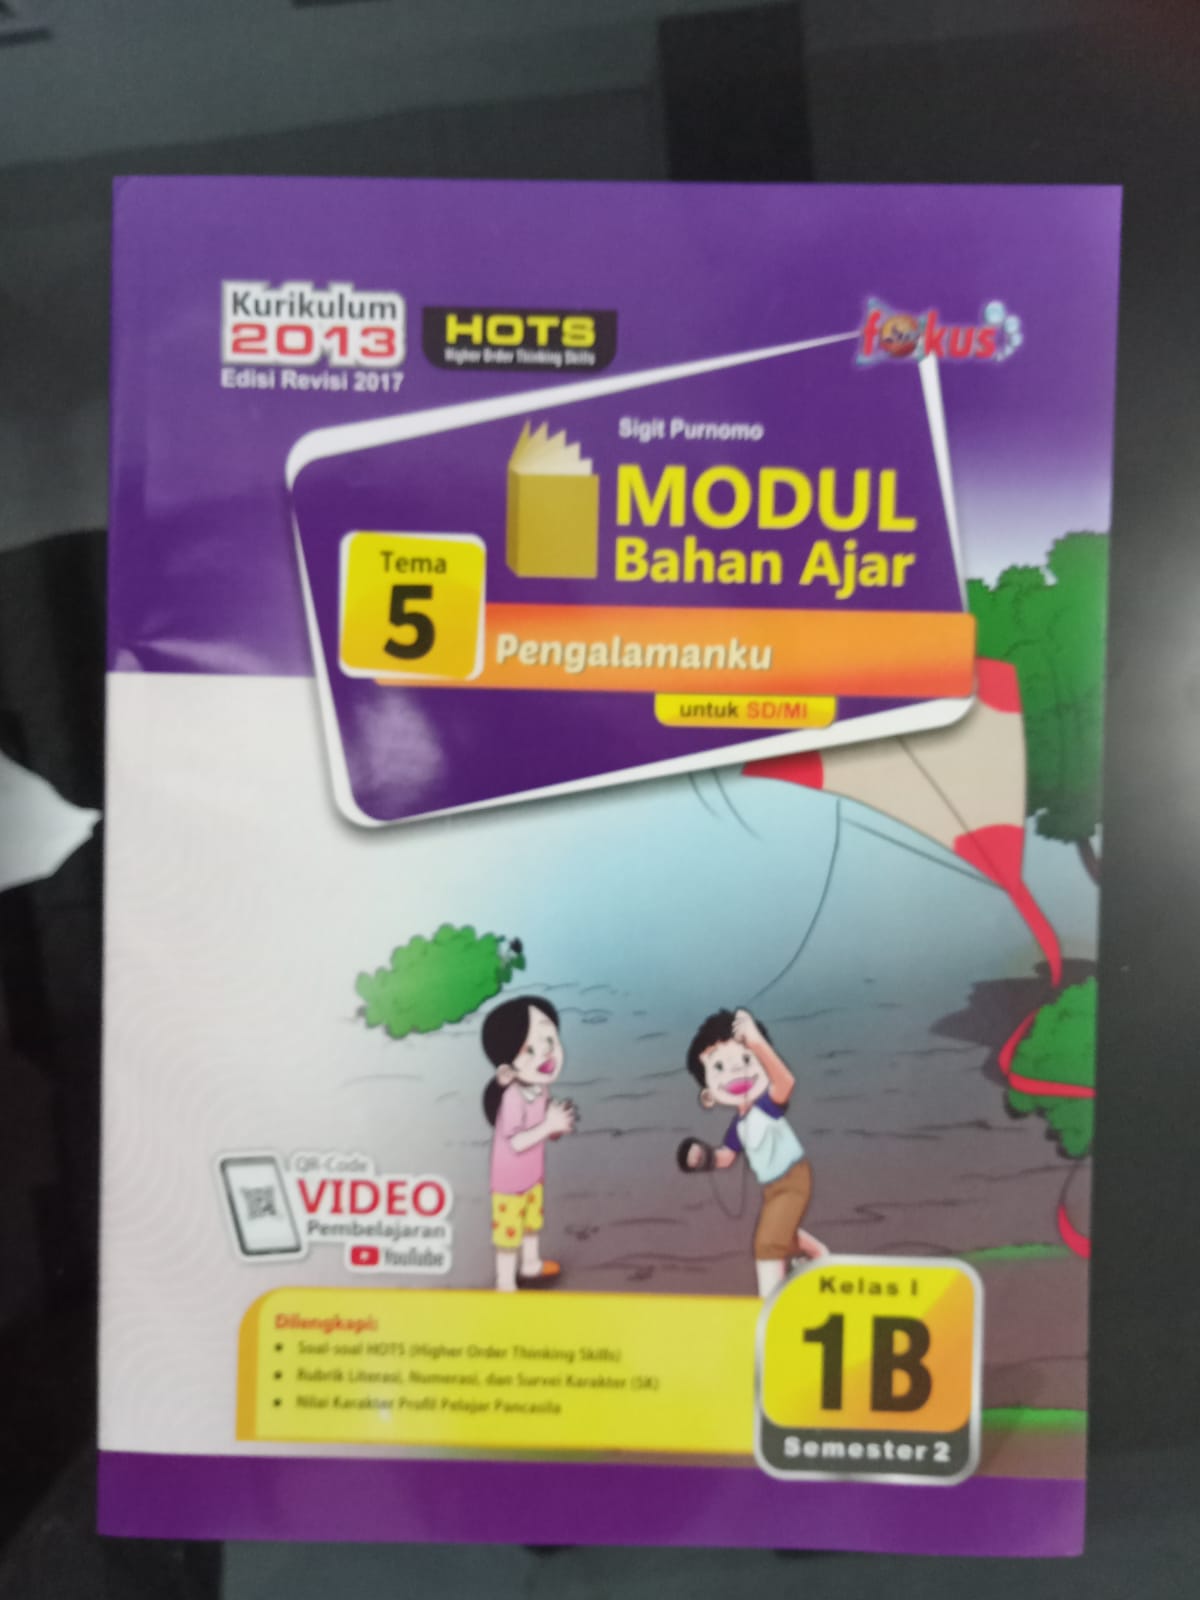 Kurikulum
2013
Edisi Revisi 2017
HOTS
Higher Order Thinking Skills
fokus
Sigit Purnomo
MODUL
Bahan Ajar
Tema
5
Pengalamanku
untuk SD/MI
QR-Code
VIDEO
Pembelajaran
YouTube
Dilengkapi:
• Soal-soal HOTS (Higher Order Thinking Skills)
• Rubrik Literasi, Numerasi, dan Survei Karakter (SK)
• Nilai Karakter Profil Pelajar Pancasila
Kelas I
1B
Semester 2